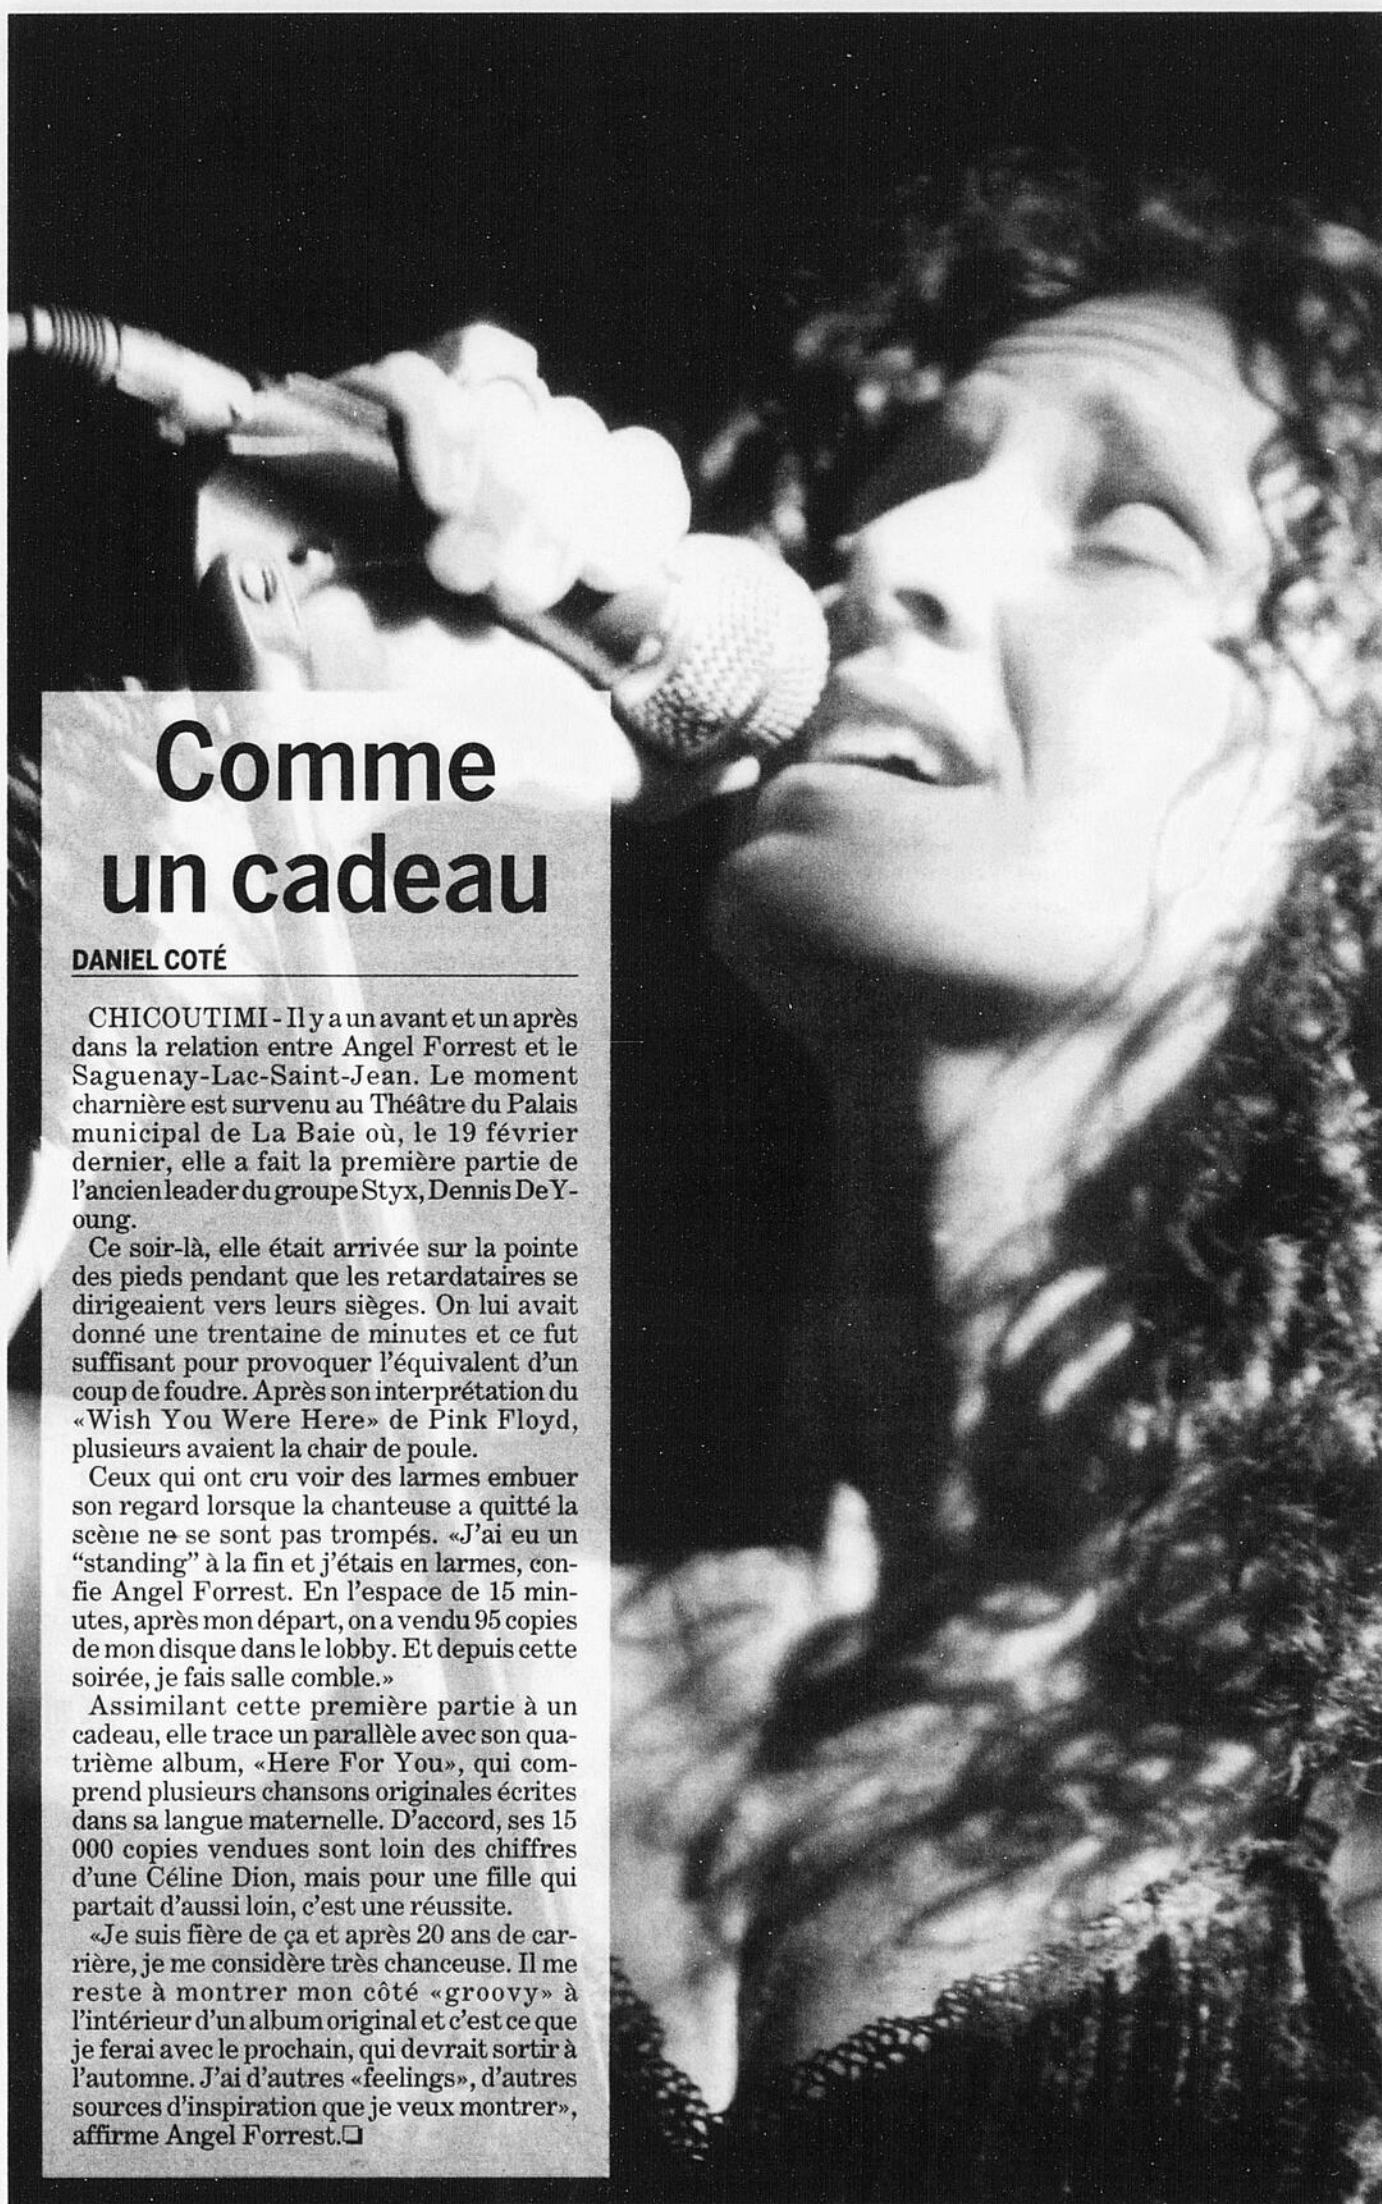 Comme
un cadeau
DANIEL COTÉ
CHICOUTIMI - Il y a un avant et un après
dans la relation entre Angel Forrest et le
Saguenay-Lac-Saint-Jean. Le moment
charnière est survenu au Théâtre du Palais
municipal de La Baie où, le 19 février
dernier, elle a fait la première partie de
l'ancien leader du groupe Styx, Dennis DeY-
oung.
Ce soir-là, elle était arrivée sur la pointe
des pieds pendant que les retardataires se
dirigeaient vers leurs sièges. On lui avait
donné une trentaine de minutes et ce fut
suffisant pour provoquer l'équivalent d'un
coup de foudre. Après son interprétation du
«Wish You Were Here» de Pink Floyd,
plusieurs avaient la chair de poule.
Ceux qui ont cru voir des larmes embuer
son regard lorsque la chanteuse a quitté la
scène ne se sont pas trompés. «J'ai eu un
“standing” à la fin et j'étais en larmes, con-
fie Angel Forrest. En l'espace de 15 min-
utes, après mon départ, on a vendu 95 copies
de mon disque dans le lobby. Et depuis cette
soirée, je fais salle comble.»
Assimilant cette première partie à un
cadeau, elle trace un parallèle avec son qua-
trième album, «Here For You», qui com-
prend plusieurs chansons originales écrites
dans sa langue maternelle. D'accord, ses 15
000 copies vendues sont loin des chiffres
d'une Céline Dion, mais pour une fille qui
partait d'aussi loin, c'est une réussite.
«Je suis fière de ça et après 20 ans de car-
rière, je me considère très chanceuse. Il me
reste à montrer mon côté «groovy» à
l'intérieur d'un album original et c'est ce que
je ferai avec le prochain, qui devrait sortir à
l'automne. J'ai d'autres «feelings», d'autres
sources d'inspiration que je veux montrer»,
affirme Angel Forrest.❏